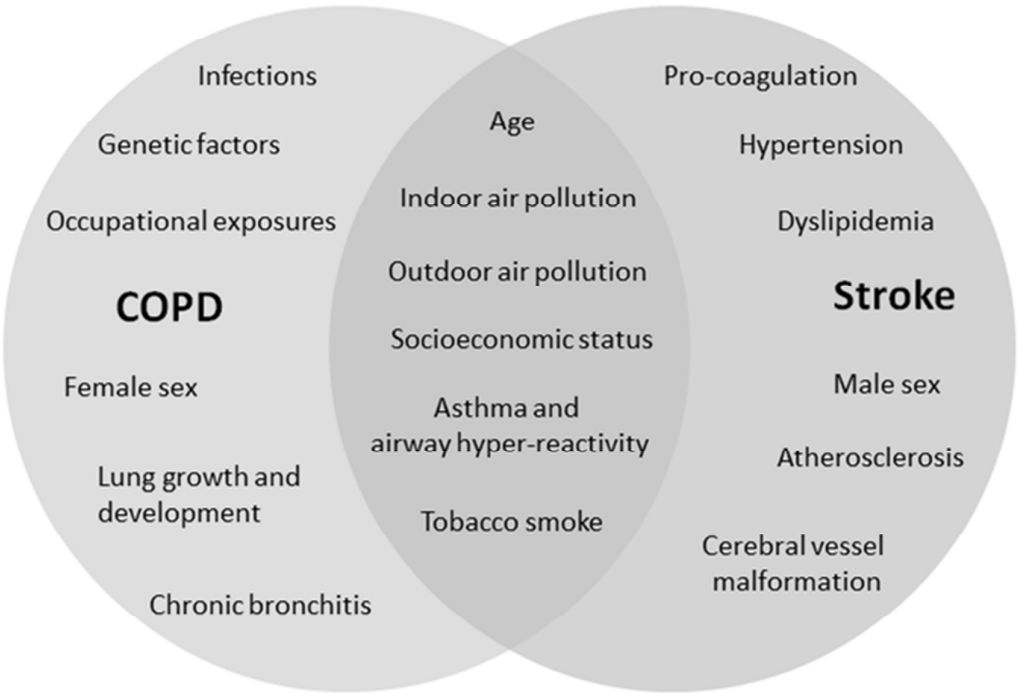 Infections
Genetic factors
Occupational exposures
COPD
Female sex
Lung growth and
development
Chronic bronchitis
Age
Indoor air pollution
Outdoor air pollution
Socioeconomic status
Asthma and
airway hyper-reactivity
Tobacco smoke
Pro-coagulation
Hypertension
Dyslipidemia
Stroke
Male sex
Atherosclerosis
Cerebral vessel
malformation